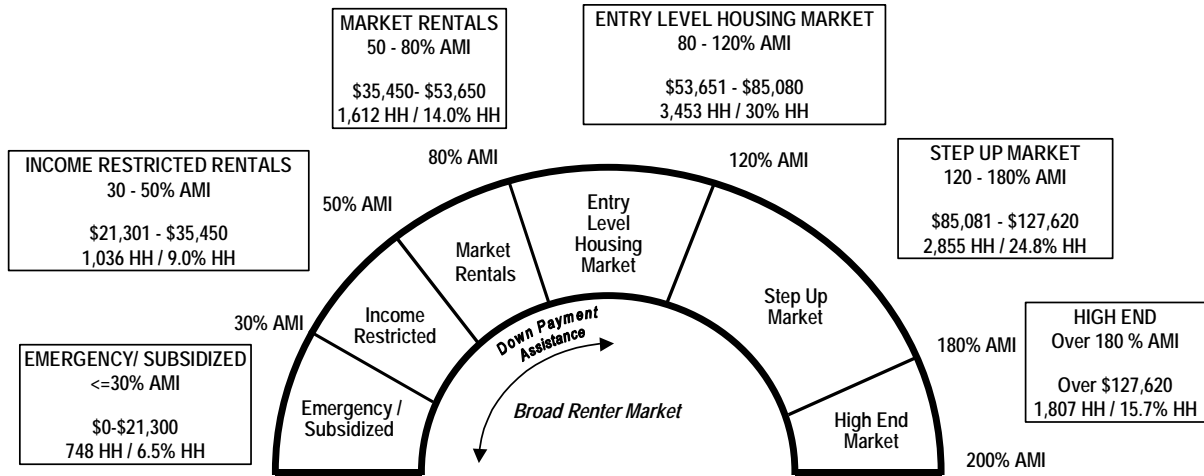 MARKET RENTALS
50 - 80% AMI
$35,450- $53,650
1,612 HH / 14.0% HH
ENTRY LEVEL HOUSING MARKET
80 - 120% AMI
$53,651 - $85,080
3,453 HH / 30% HH
INCOME RESTRICTED RENTALS
30 - 50% AMI
$21,301 - $35,450
1,036 HH / 9.0% HH
STEP UP MARKET
120 - 180% AMI
$85,081 - $127,620
2,855 HH / 24.8% HH
EMERGENCY/ SUBSIDIZED
<=30% AMI
$0-$21,300
748 HH / 6.5% HH
HIGH END
Over 180 % AMI
Over $127,620
1,807 HH / 15.7% HH
30% AMI
50% AMI
80% AMI
120% AMI
180% AMI
200% AMI
Emergency /
Subsidized
Income
Restricted
Market
Rentals
Entry
Level
Housing
Market
Step Up
Market
High End
Market
Down Payment
Assistance
Broad Renter Market